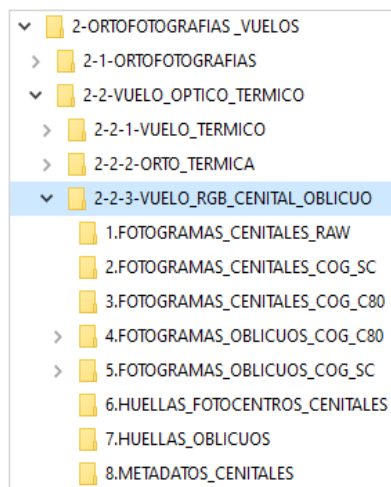 2-ORTOFOTOGRAFIAS _VUELOS
2-1-ORTOFOTOGRAFIAS
2-2-VUELO_OPTICO_TERMICO
2-2-1-VUELO_TERMICO
2-2-2-ORTO_TERMICA
2-2-3-VUELO_RGB_CENITAL_OBLICUO
1.FOTOGRAMAS_CENITALES_RAW
2.FOTOGRAMAS_CENITALES_COG_SC
3.FOTOGRAMAS_CENITALES_COG_C80
4.FOTOGRAMAS_OBLICUOS_COG_C80
5.FOTOGRAMAS_OBLICUOS_COG_SC
6.HUELLAS_FOTOCENTROS_CENITALES
7.HUELLAS_OBLICUOS
8.METADATOS_CENITALES